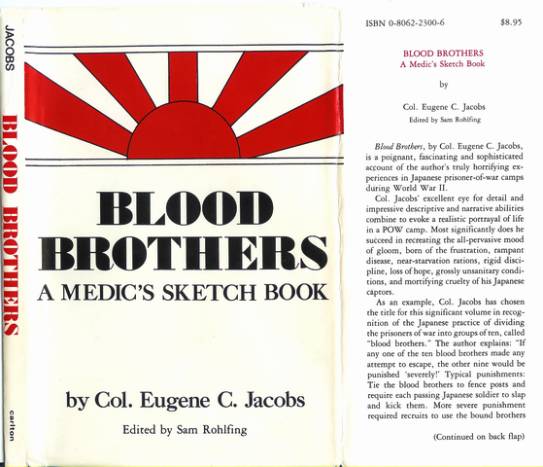 JACOBS
BLOOD BROTHERS
carlton
BLOOD
BROTHERS
A MEDIC'S SKETCH BOOK
by Col. Eugene C. Jacobs
Edited by Sam Rohlfing
ISBN 0-8062-2300-6 $8.95
BLOOD BROTHERS
A Medic's Sketch Book
by
Col. Eugene C. Jacobs
Edited by Sam Rohlfing
Blood Brothers, by Col. Eugene C. Jacobs,
is a poignant, fascinating and sophisticated
account of the author's truly horrifying ex-
periences in Japanese prisoner-of-war camps
during World War II.
Col. Jacobs' excellent eye for detail and
impressive descriptive and narrative abilities
combine to evoke a realistic portrayal of life
in a POW camp. Most significantly does he
succeed in recreating the all-pervasive mood
of gloom, born of the frustration, rampant
disease, near-starvation rations, rigid disci-
pline, loss of hope, grossly unsanitary condi-
tions, and mortifying cruelty of his Japanese
captors.
As an example, Col. Jacobs has chosen
the title for this significant volume in recog-
nition of the Japanese practice of dividing
the prisoners of war into groups of ten, called
"blood brothers." The author explains: "If
any one of the ten blood brothers made any
attempt to escape, the other nine would be
punished 'severely!' Typical punishments:
Tie the blood brothers to fence posts and
require each passing Japanese soldier to slap
and kick them. More severe punishment
required recruits to use the bound brothers
(Continued on back flap)